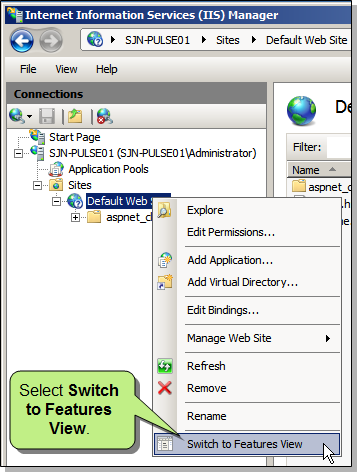 Internet Information Services (IIS) Manager
SJN-PULSE01 Sites Default Web Site
File View Help
Connections
Start Page
SJN-PULSE01 (SJN-PULSE01\Administrator)
Application Pools
Sites
Default Web
aspnet_cl
Filter:
Name
aspnet_c
Explore
Edit Permissions...
Add Application...
Add Virtual Directory...
Edit Bindings...
Manage Web Site
Refresh
Remove
Rename
Switch to Features View
Select Switch
to Features
View.